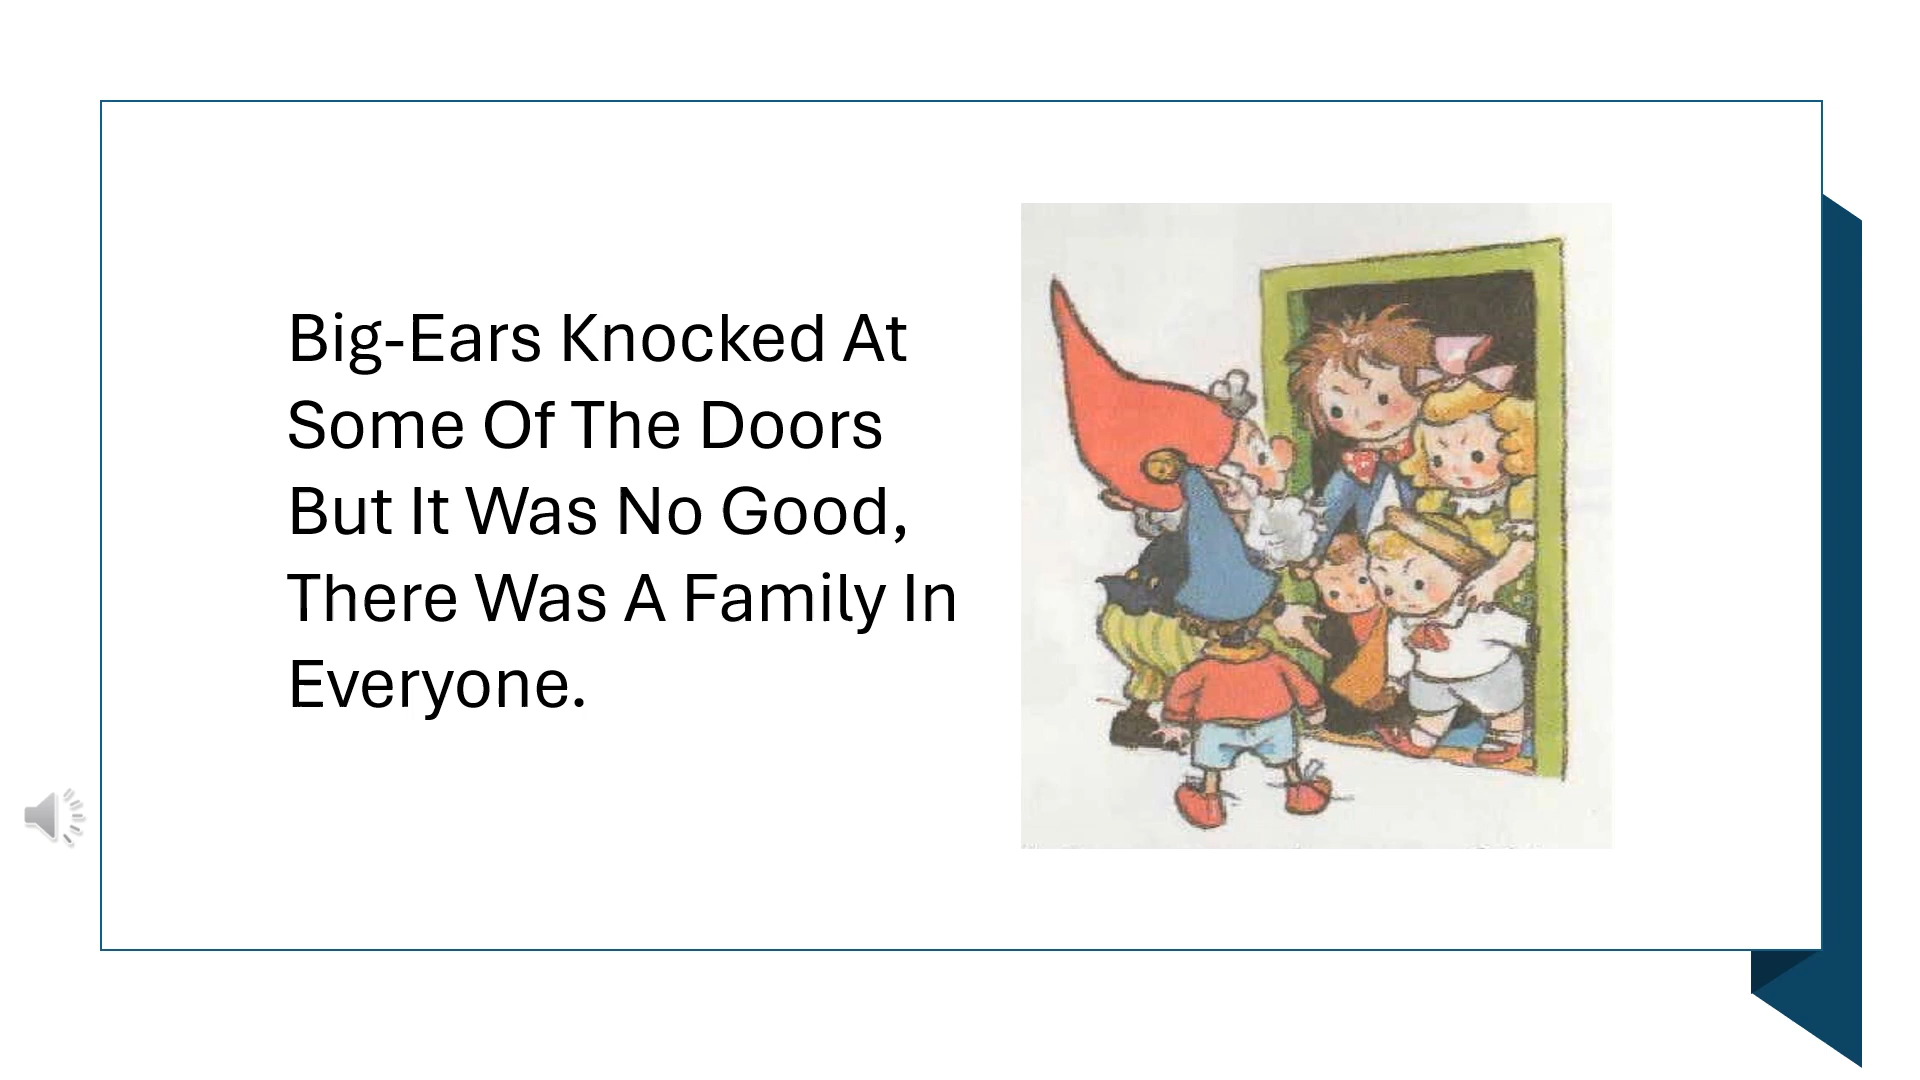 Big-Ears Knocked At
Some Of The Doors
But It Was No Good,
There Was A Family In
Everyone.